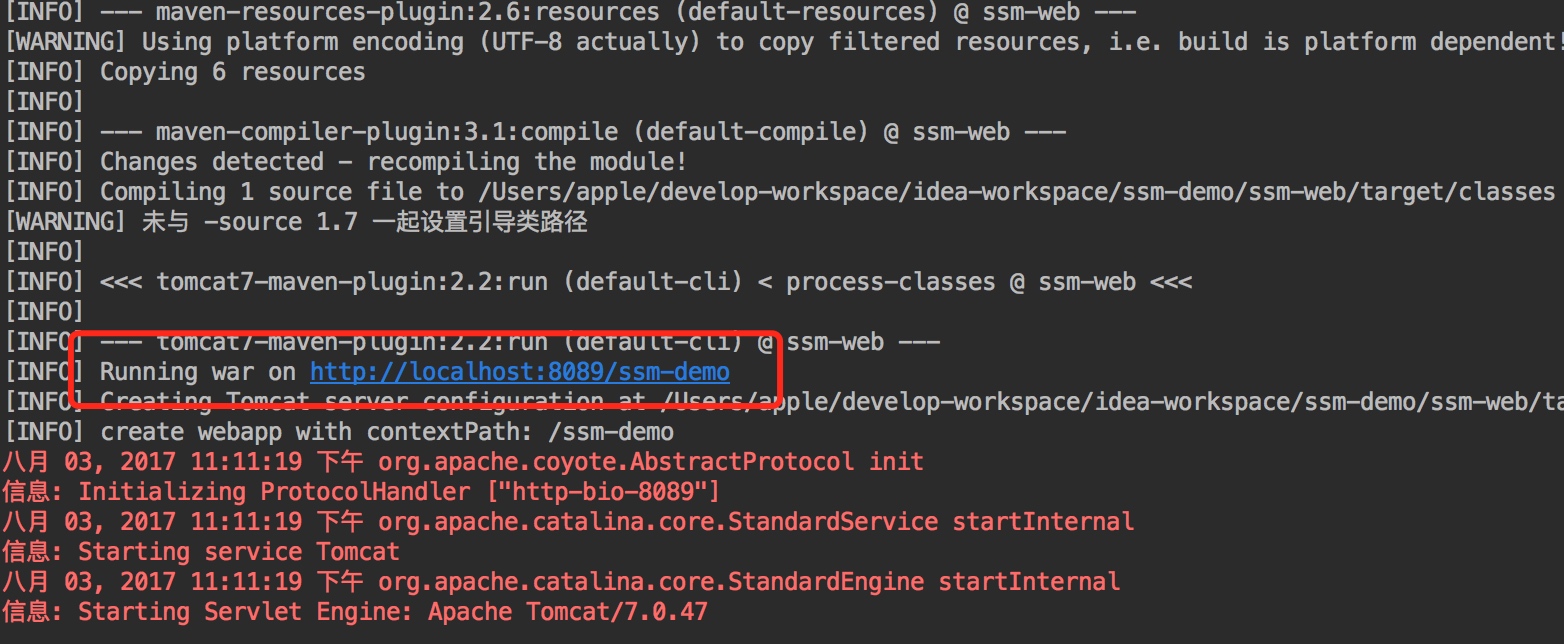 [INFO] --- maven-resources-plugin:2.6:resources (default-resources) @ ssm-web ---
[WARNING] Using platform encoding (UTF-8 actually) to copy filtered resources, i.e. build is platform dependent!
[INFO] Copying 6 resources
[INFO]
[INFO] --- maven-compiler-plugin:3.1:compile (default-compile) @ ssm-web ---
[INFO] Changes detected - recompiling the module!
[INFO] Compiling 1 source file to /Users/apple/develop-workspace/idea-workspace/ssm-demo/ssm-web/target/classes
[WARNING] 未与 -source 1.7 一起设置引导类路径
[INFO]
[INFO] <<< tomcat7-maven-plugin:2.2:run (default-cli) < process-classes @ ssm-web <<<
[INFO]
[INFO] --- tomcat7-maven-plugin:2.2:run (default-cli) @ ssm-web ---
[INFO] Running war on http://localhost:8089/ssm-demo
[INFO] Creating Tomcat server configuration at /Users/apple/develop-workspace/idea-workspace/ssm-demo/ssm-web/ta
[INFO] create webapp with contextPath: /ssm-demo
八月 03, 2017 11:11:19 下午 org.apache.coyote.AbstractProtocol init
信息: Initializing ProtocolHandler ["http-bio-8089"]
八月 03, 2017 11:11:19 下午 org.apache.catalina.core.StandardService startInternal
信息: Starting service Tomcat
八月 03, 2017 11:11:19 下午 org.apache.catalina.core.StandardEngine startInternal
信息: Starting Servlet Engine: Apache Tomcat/7.0.47